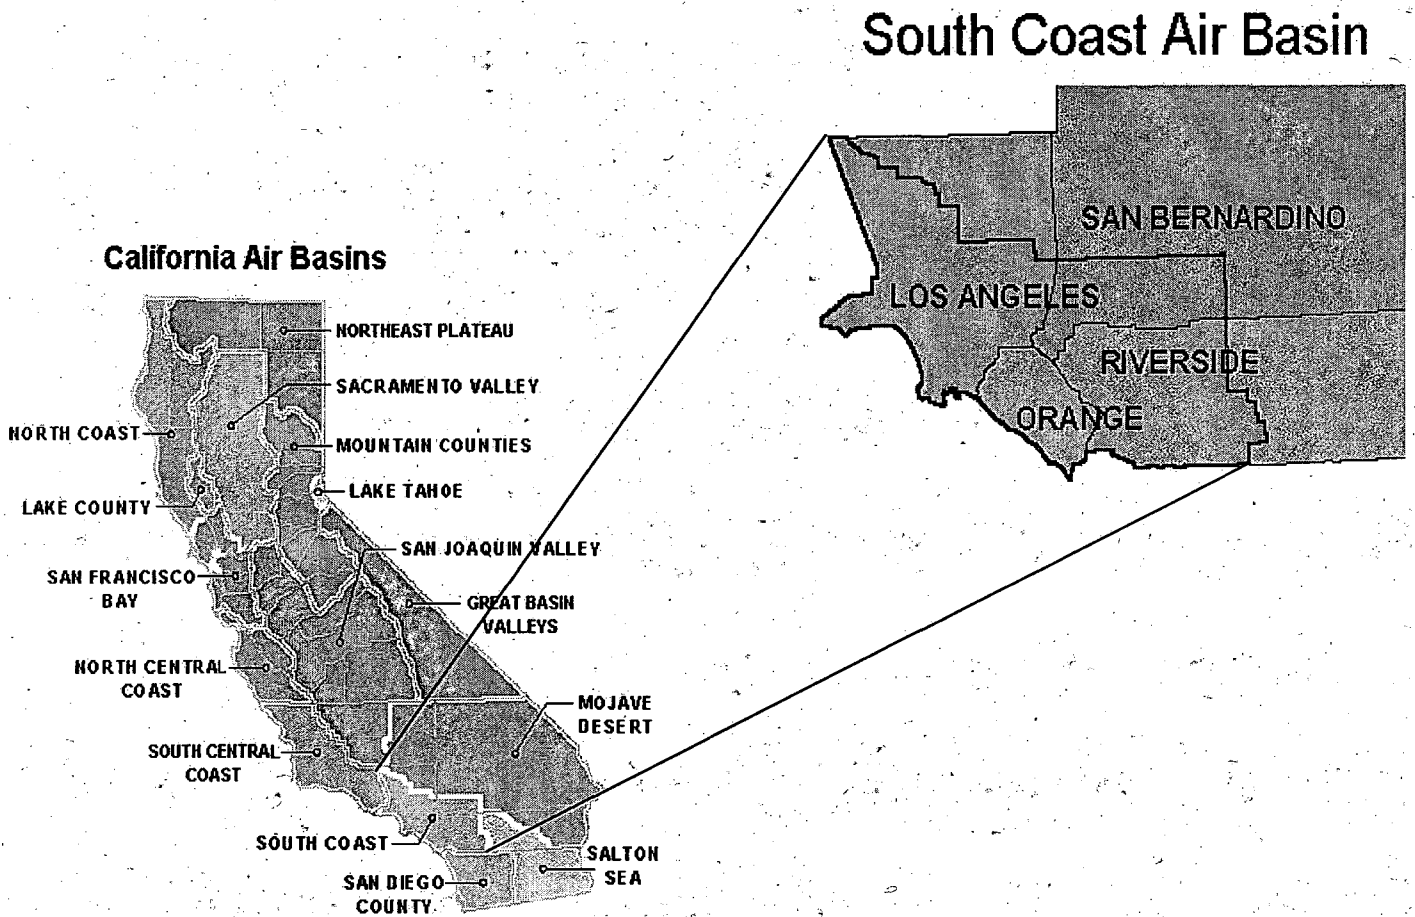 South Coast Air Basin
SAN BERNARDINO
LOS ANGELES
RIVERSIDE
ORANGE
California Air Basins
NORTHEAST PLATEAU
SACRAMENTO VALLEY
NORTH COAST
MOUNTAIN COUNTIES
LAKE TAHOE
LAKE COUNTY
SAN JOAQUIN VALLEY
SAN FRANCISCO
BAY
GREAT BASIN
VALLEYS
NORTH CENTRAL
COAST
MOJAVE
DESERT
SOUTH CENTRAL
COAST
SOUTH COAST
SALTON
SEA
SAN DIEGO
COUNTY